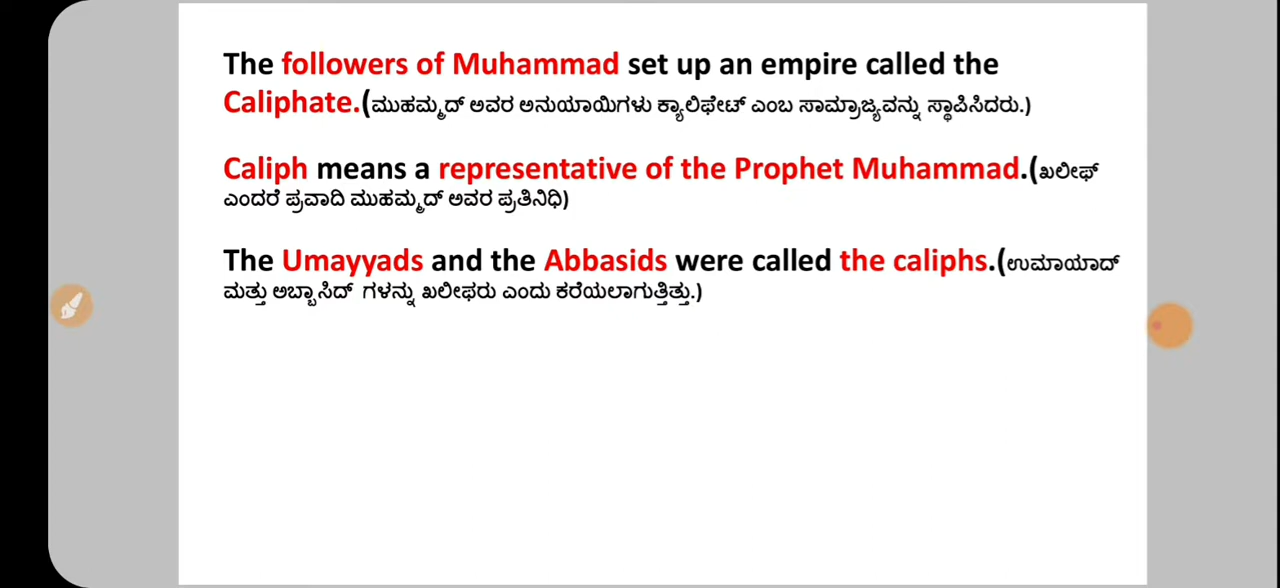 The followers of Muhammad set up an empire called the
Caliphate.(ಮುಹಮ್ಮದ್ ಅವರ ಅನುಯಾಯಿಗಳು ಕ್ಯಾಲಿಫೇಟ್ ಎಂಬ ಸಾಮ್ರಾಜ್ಯವನ್ನು ಸ್ಥಾಪಿಸಿದರು.)
Caliph means a representative of the Prophet Muhammad.(ಖಲೀಫ್
ಎಂದರೆ ಪ್ರವಾದಿ ಮುಹಮ್ಮದ್ ಅವರ ಪ್ರತಿನಿಧಿ)
The Umayyads and the Abbasids were called the caliphs.(ಉಮಾಯಾದ್
ಮತ್ತು ಅಬ್ಬಾಸಿದ್ ಗಳನ್ನು ಖಲೀಫರು ಎಂದು ಕರೆಯಲಾಗುತ್ತಿತ್ತು.)